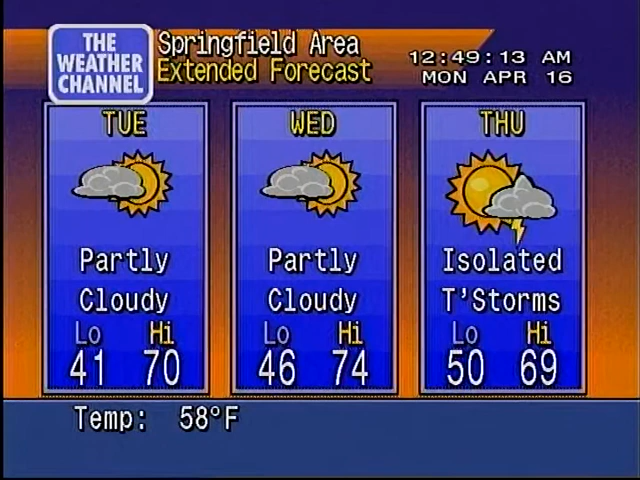 THE
WEATHER
CHANNEL
Springfield Area
Extended Forecast
12:49:13 AM
MON APR 16
TUE
Partly
Cloudy
Lo Hi
41 70
WED
Partly
Cloudy
Lo Hi
46 74
THU
Isolated
T'Storms
Lo Hi
50 69
Temp: 58°F